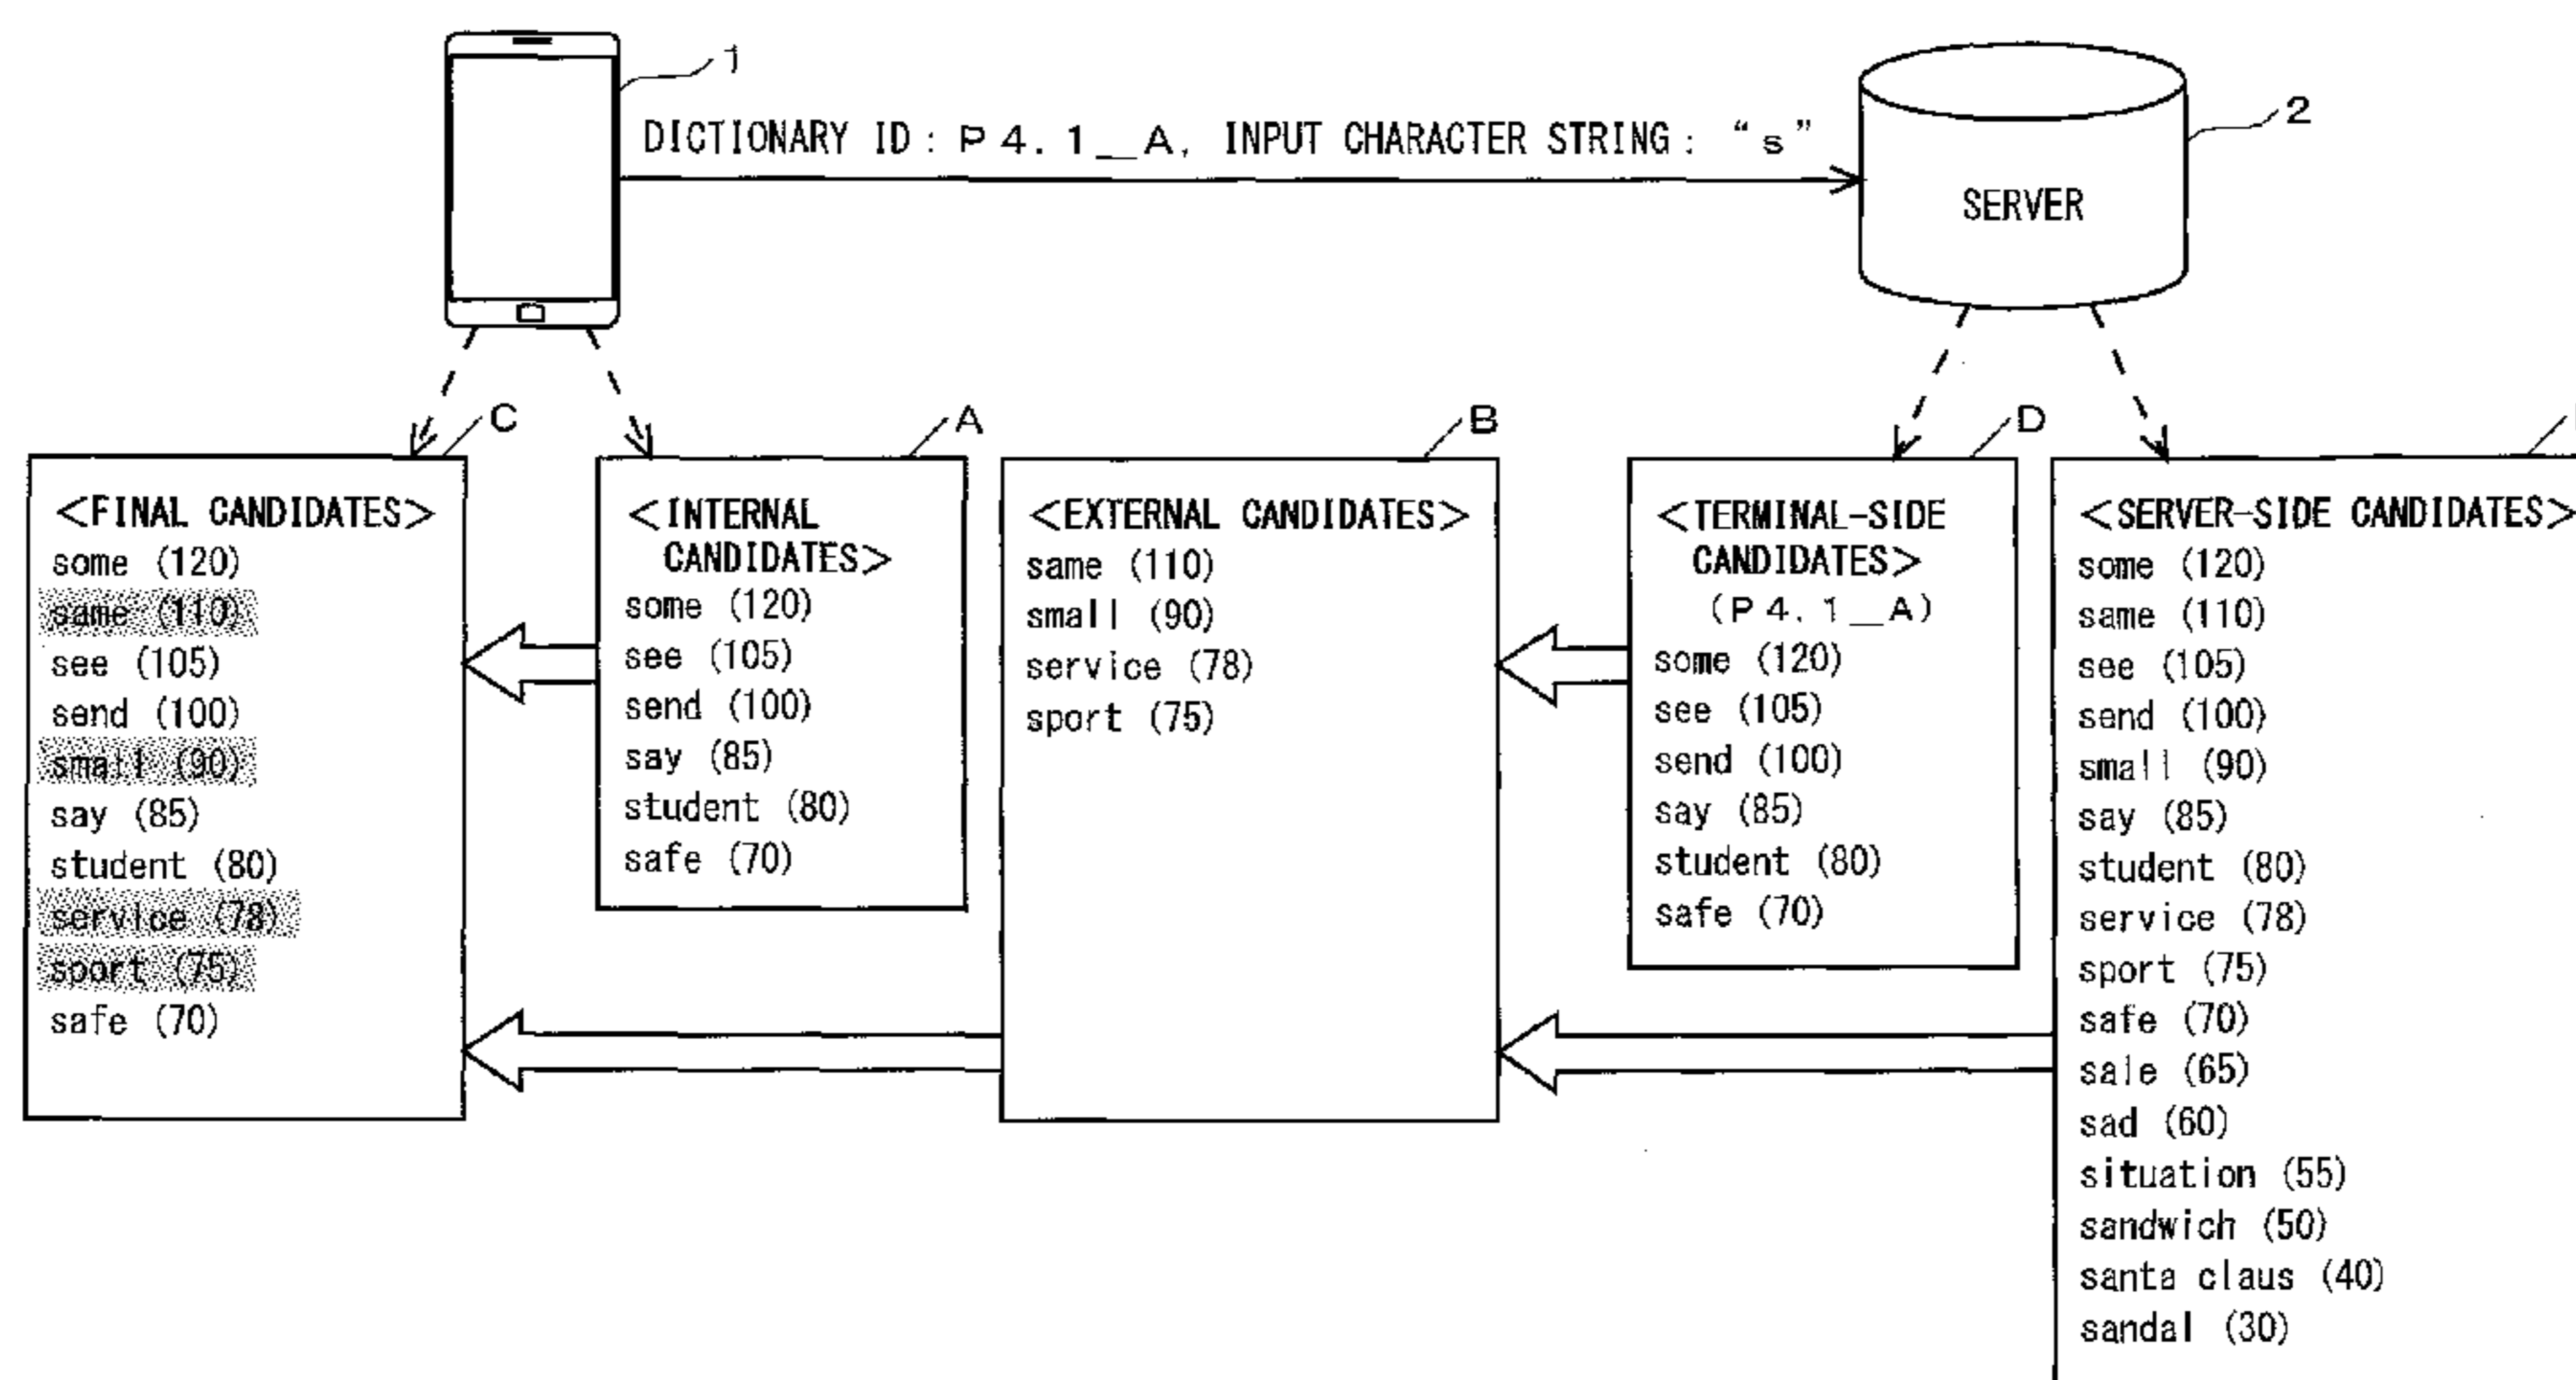 1
DICTIONARY ID : P 4. 1__A, INPUT CHARACTER STRING : "s"
2
SERVER
C
<FINAL CANDIDATES>
some (120)
same (110)
see (105)
send (100)
small (90)
say (85)
student (80)
service (78)
sport (75)
safe (70)
A
<INTERNAL
CANDIDATES>
some (120)
see (105)
send (100)
say (85)
student (80)
safe (70)
B
<EXTERNAL CANDIDATES>
same (110)
small (90)
service (78)
sport (75)
D
<TERMINAL-SIDE
CANDIDATES>
(P 4. 1__A)
some (120)
see (105)
send (100)
say (85)
student (80)
safe (70)
<SERVER-SIDE CANDIDATES>
some (120)
same (110)
see (105)
send (100)
small (90)
say (85)
student (80)
service (78)
sport (75)
safe (70)
sale (65)
sad (60)
situation (55)
sandwich (50)
santa claus (40)
sandal (30)